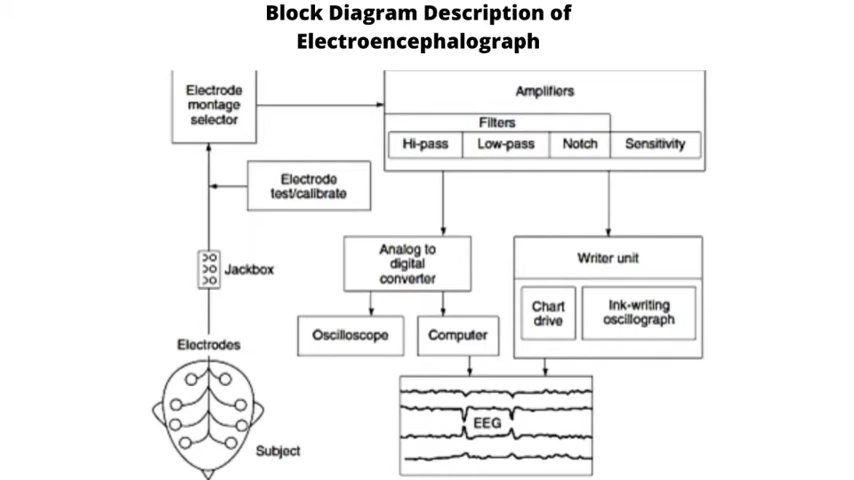 Block Diagram Description of
Electroencephalograph
Electrode
montage
selector
Amplifiers
Filters
Hi-pass
Low-pass
Notch
Sensitivity
Electrode
test/calibrate
Analog to
digital
converter
Writer unit
Jackbox
Chart
drive
Ink-writing
oscillograph
Oscilloscope
Computer
Electrodes
EEG
Subject